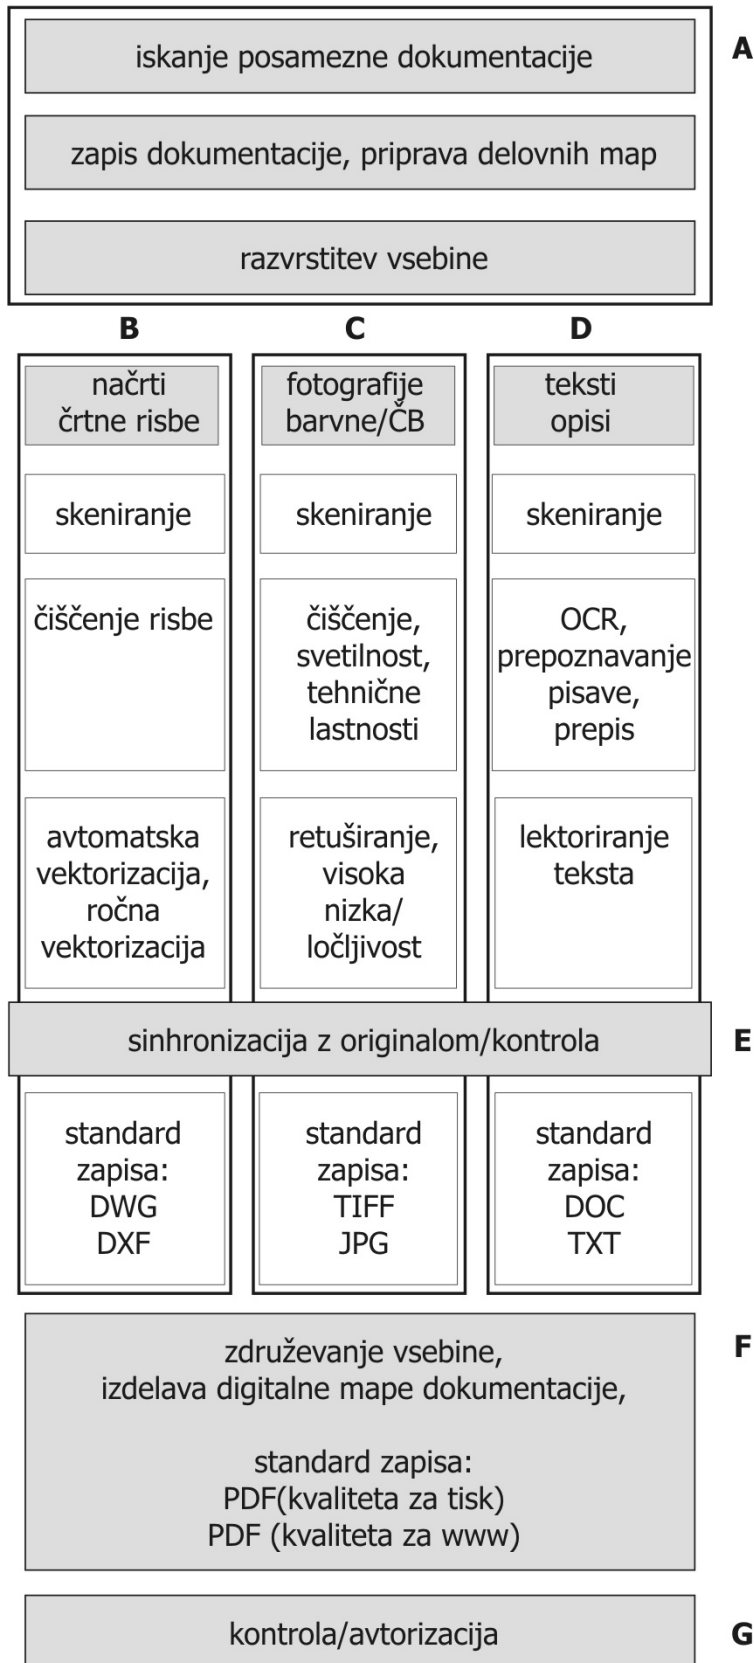 iskanje posamezne dokumentacije
A
zapis dokumentacije, priprava delovnih map
razvrstitev vsebine
B
C
D
načrti
črtne risbe
fotografije
barvne/ČB
teksti
opisi
skeniranje
skeniranje
skeniranje
čiščenje risbe
čiščenje,
svetilnost,
tehnične
lastnosti
OCR,
prepoznavanje
pisave,
prepis
avtomatska
vektorizacija,
ročna
vektorizacija
retuširanje,
visoka
nizka/
ločljivost
lektoriranje
teksta
sinhronizacija z originalom/kontrola
E
standard
zapisa:
DWG
DXF
standard
zapisa:
TIFF
JPG
standard
zapisa:
DOC
TXT
združevanje vsebine,
F
izdelava digitalne mape dokumentacije,
standard zapisa:
PDF(kvaliteta za tisk)
PDF (kvaliteta za www)
kontrola/avtorizacija
G